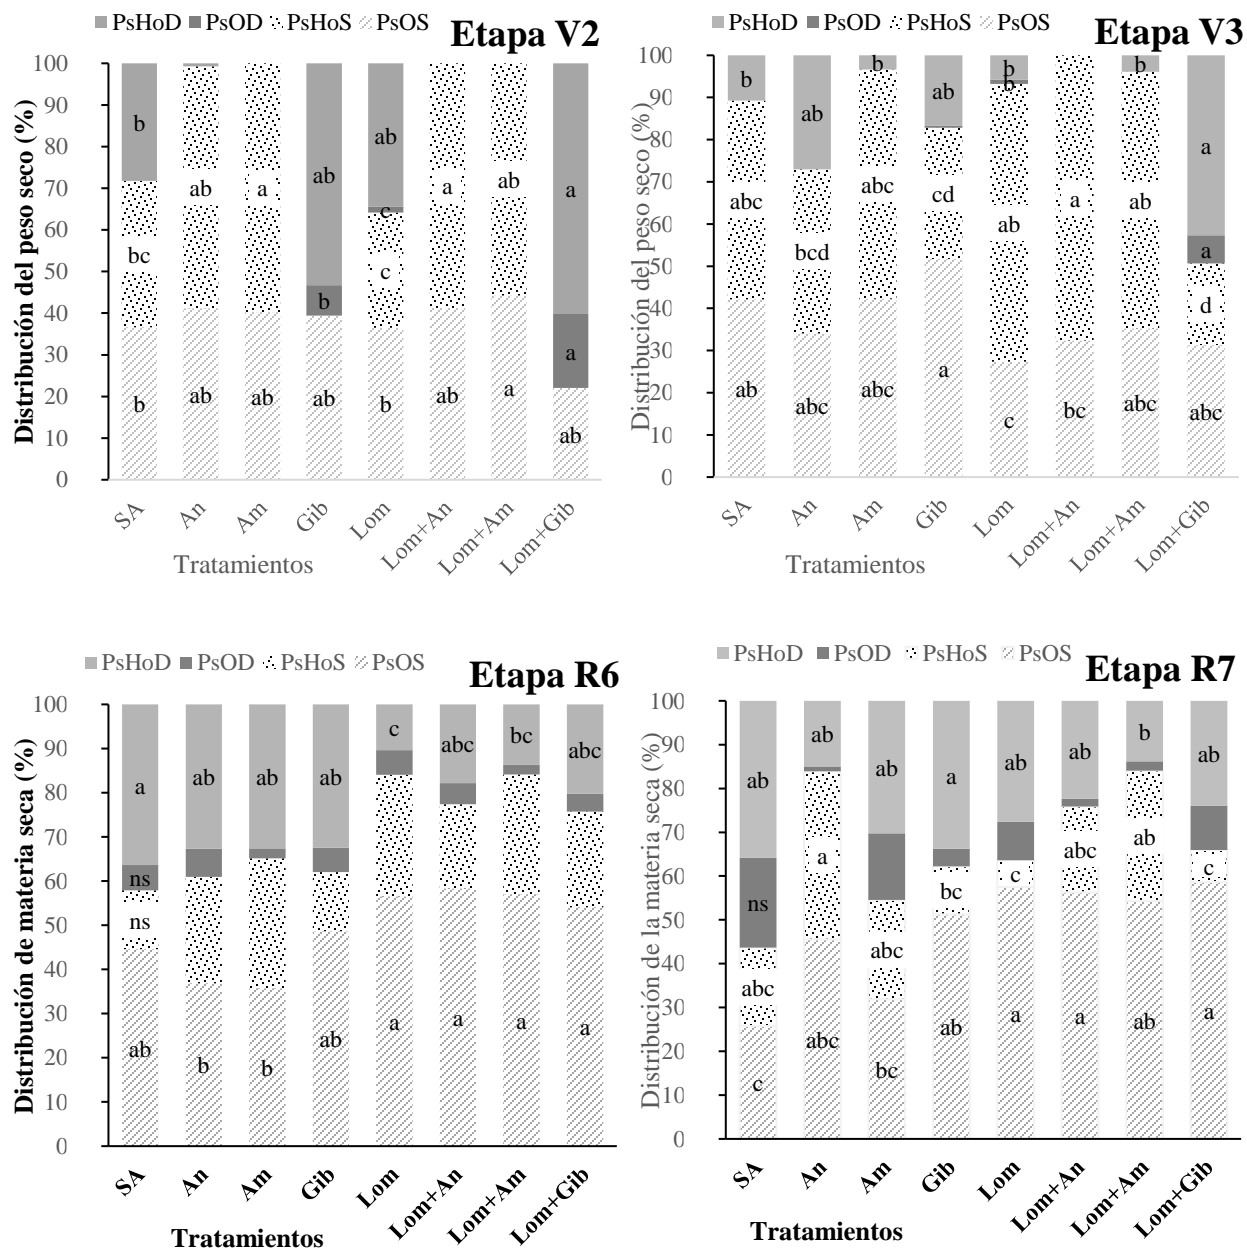 PsHoD PsOD PsHoS PsOS
Etapa V2
Distribución del peso seco (%)
100
90
80
70
60
50
40
30
20
10
0
b
bc
b
ab
ab
a
ab
ab
b
ab
ab
c
c
b
a
ab
ab
a
a
a
ab
SA
An
Am
Gib
Lom
Lom+An
Lom+Am
Lom+Gib
Tratamientos
PsHoD PsOD PsHoS PsOS
Etapa V3
Distribución del peso seco (%)
100
90
80
70
60
50
40
30
20
10
0
b
abc
ab
ab
bcd
abc
b
abc
abc
ab
cd
a
b
b
ab
c
a
bc
b
ab
abc
a
a
d
abc
SA
An
Am
Gib
Lom
Lom+An
Lom+Am
Lom+Gib
Tratamientos
PsHoD PsOD PsHoS PsOS
Etapa R6
Distribución de materia seca (%)
100
90
80
70
60
50
40
30
20
10
0
a
ns
ns
ab
ab
b
ab
b
ab
ab
c
a
abc
a
bc
a
abc
a
SA
An
Am
Gib
Lom
Lom+An
Lom+Am
Lom+Gib
Tratamientos
PsHoD PsOD PsHoS PsOS
Etapa R7
Distribución de la materia seca (%)
100
90
80
70
60
50
40
30
20
10
0
ab
ns
abc
c
ab
a
abc
ab
abc
bc
a
bc
ab
ab
c
a
ab
abc
a
b
ab
ab
ab
c
a
SA
An
Am
Gib
Lom
Lom+An
Lom+Am
Lom+Gib
Tratamientos